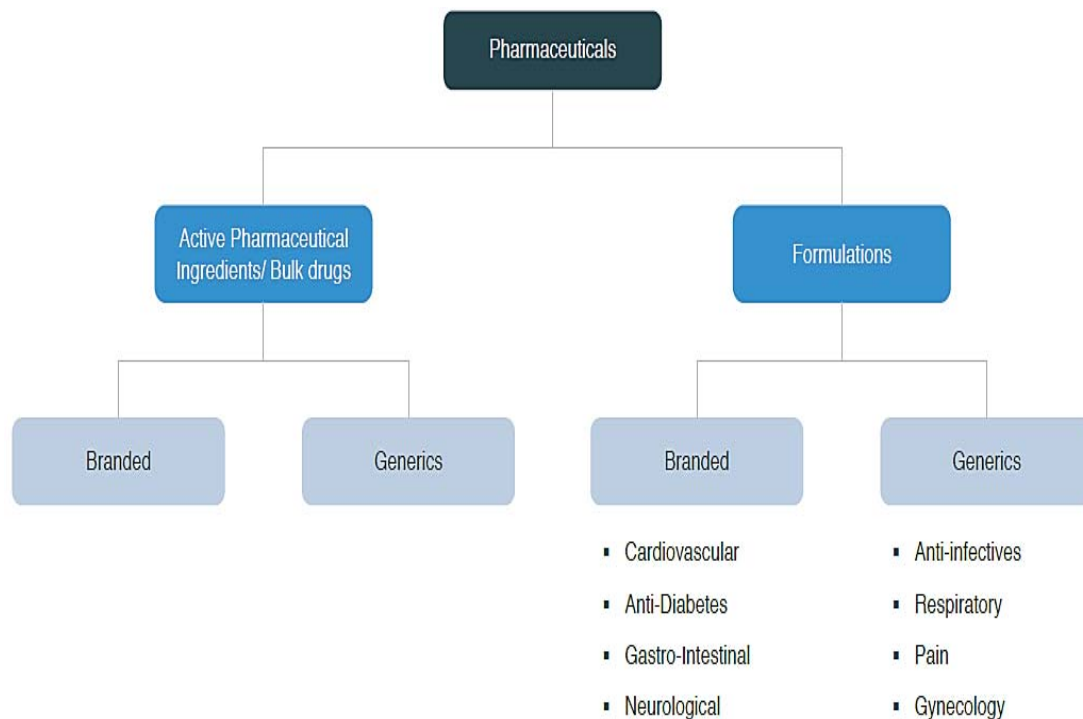 Pharmaceuticals
Active Pharmaceutical
Ingredients/ Bulk drugs
Formulations
Branded
Generics
Branded
Generics
▪ Cardiovascular
▪ Anti-Diabetes
▪ Gastro-Intestinal
▪ Neurological
▪ Anti-infectives
▪ Respiratory
▪ Pain
▪ Gynecology